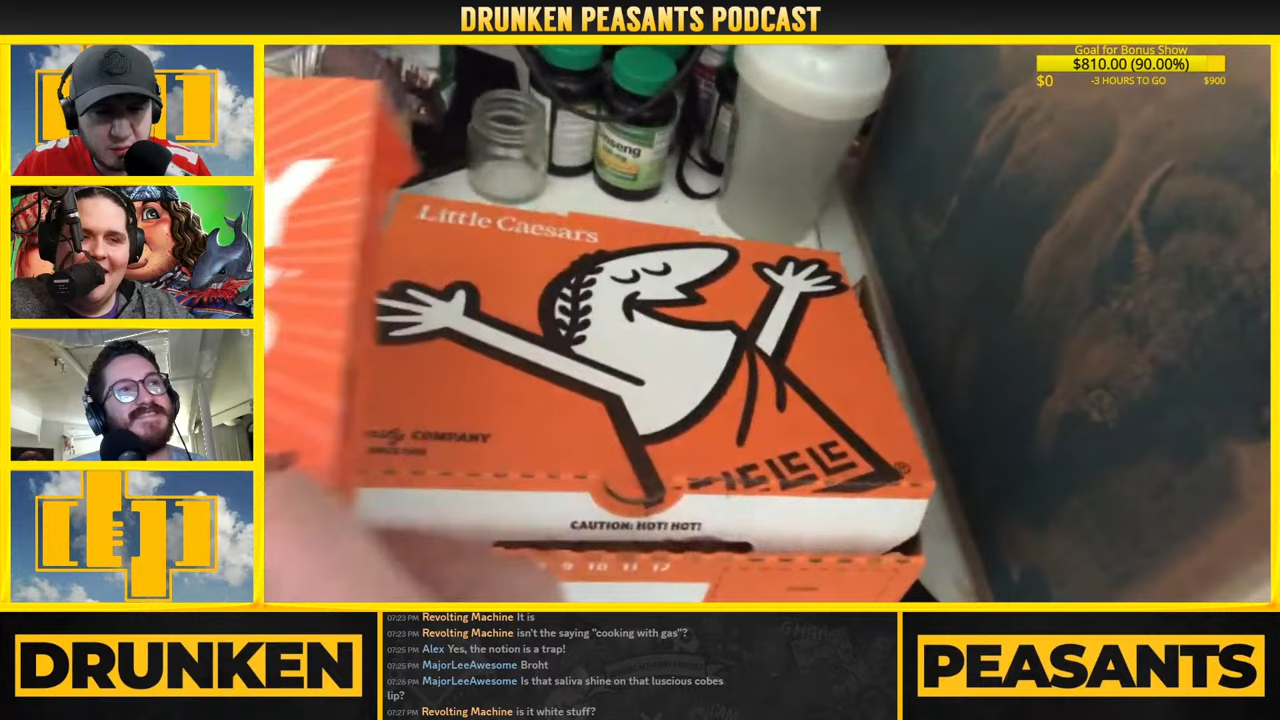 DRUNKEN PEASANTS PODCAST
Goal for Bonus Show
$810.00 (90.00%)
$0 -3 HOURS TO GO $900
Little Caesars
COMPANY
CAUTION: HOT! HOT!
9 10 11 12
DRUNKEN
07:23 PM Revolting Machine It is
07:23 PM Revolting Machine isn't the saying "cooking with gas"?
07:25 PM Alex Yes, the notion is a trap!
07:25 PM MajorLeeAwesome Broht
07:26 PM MajorLeeAwesome Is that saliva shine on that luscious cobes
lip?
07:27 PM Revolting Machine is it white stuff?
PEASANTS